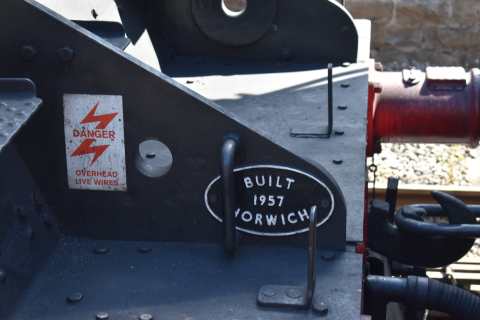 DANGER
OVERHEAD
LIVE WIRES
BUILT
1957
NORWICH